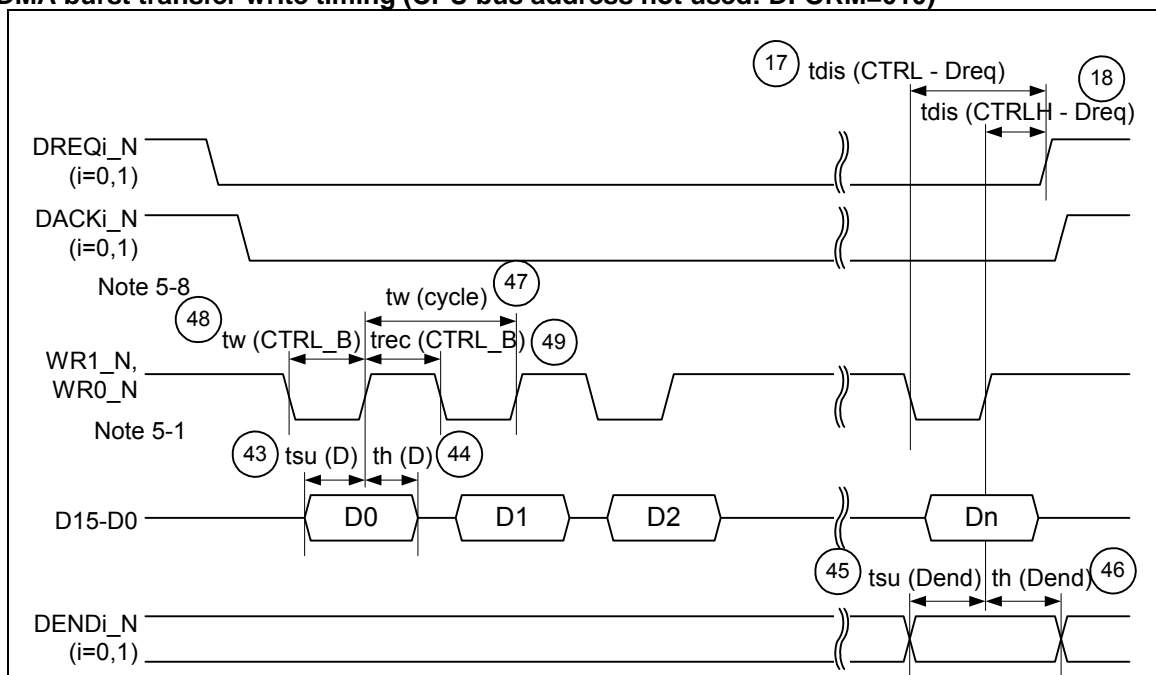 DMA burst transfer write timing (CPU bus address not used: DFORM=010)
17 tdis (CTRL - Dreq)
18
tdis (CTRLH - Dreq)
DREQi_N
(i=0,1)
DACKi_N
(i=0,1)
Note 5-8
47
tw (cycle)
48
tw (CTRL_B) trec (CTRL_B) 49
WR1_N,
WR0_N
Note 5-1
43 tsu (D) th (D) 44
D15-D0
D0 D1 D2 Dn
45 tsu (Dend) th (Dend) 46
DENDi_N
(i=0,1)